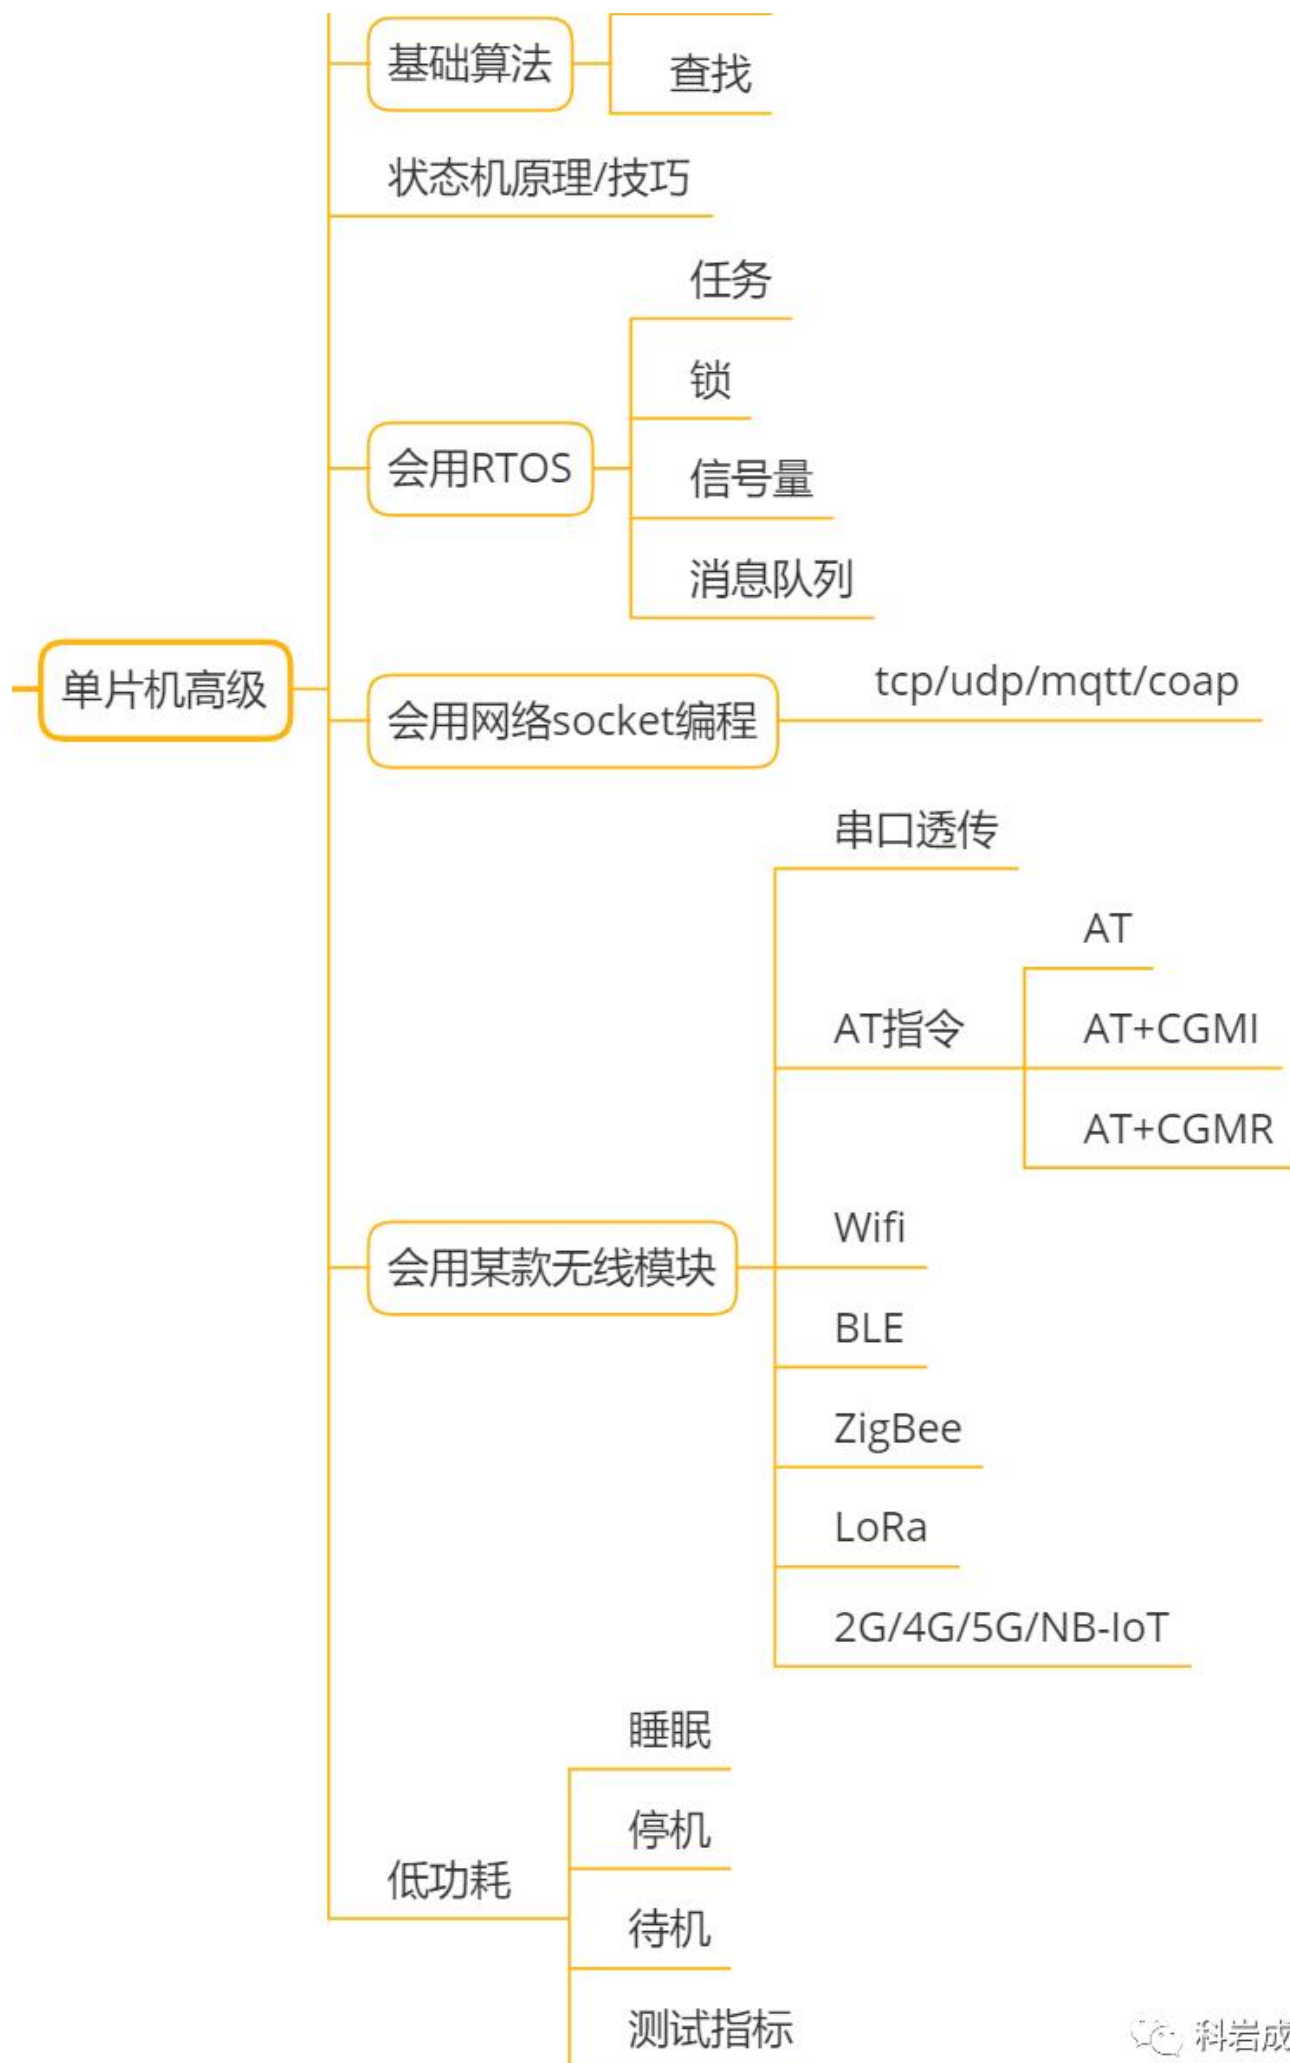 基础算法
查找
状态机原理/技巧
任务
锁
会用RTOS
信号量
消息队列
单片机高级
会用网络socket编程
tcp/udp/mqtt/coap
串口透传
AT
AT指令
AT+CGMI
AT+CGMR
Wifi
会用某款无线模块
BLE
ZigBee
LoRa
2G/4G/5G/NB-IoT
睡眠
停机
低功耗
待机
测试指标
科岩成